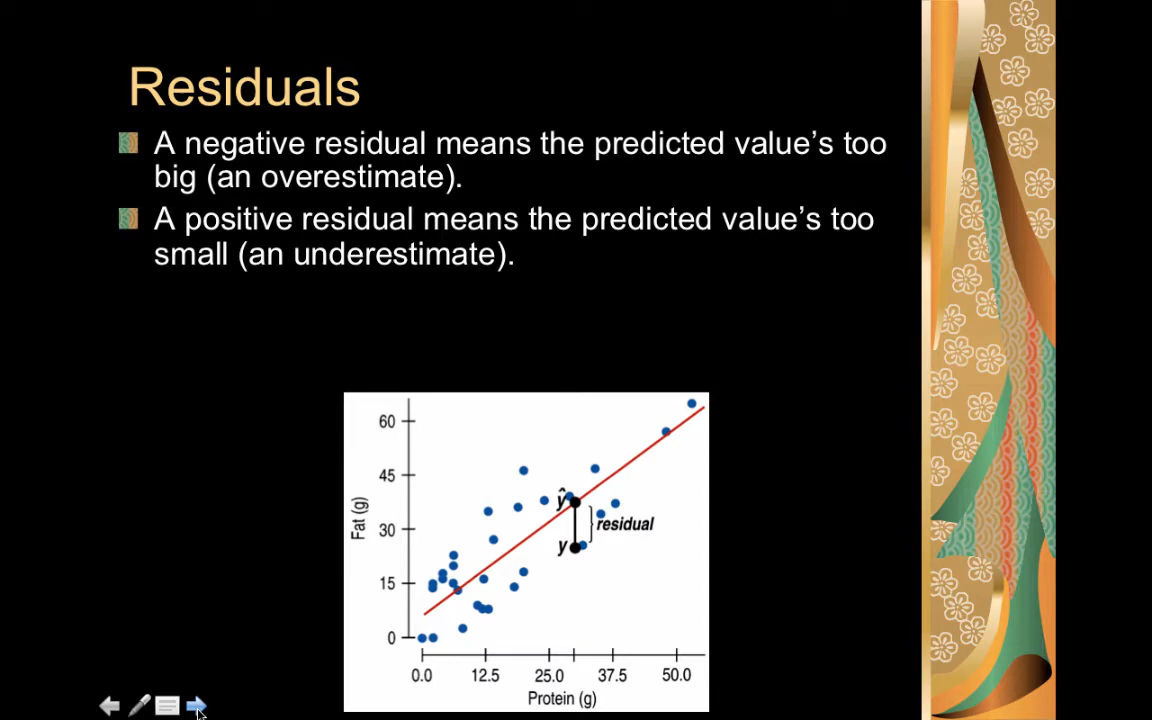 Residuals
A negative residual means the predicted value’s too
big (an overestimate).
A positive residual means the predicted value’s too
small (an underestimate).
60
45
30
15
0
Fat (g)
ŷ
residual
y
0.0 12.5 25.0 37.5 50.0
Protein (g)